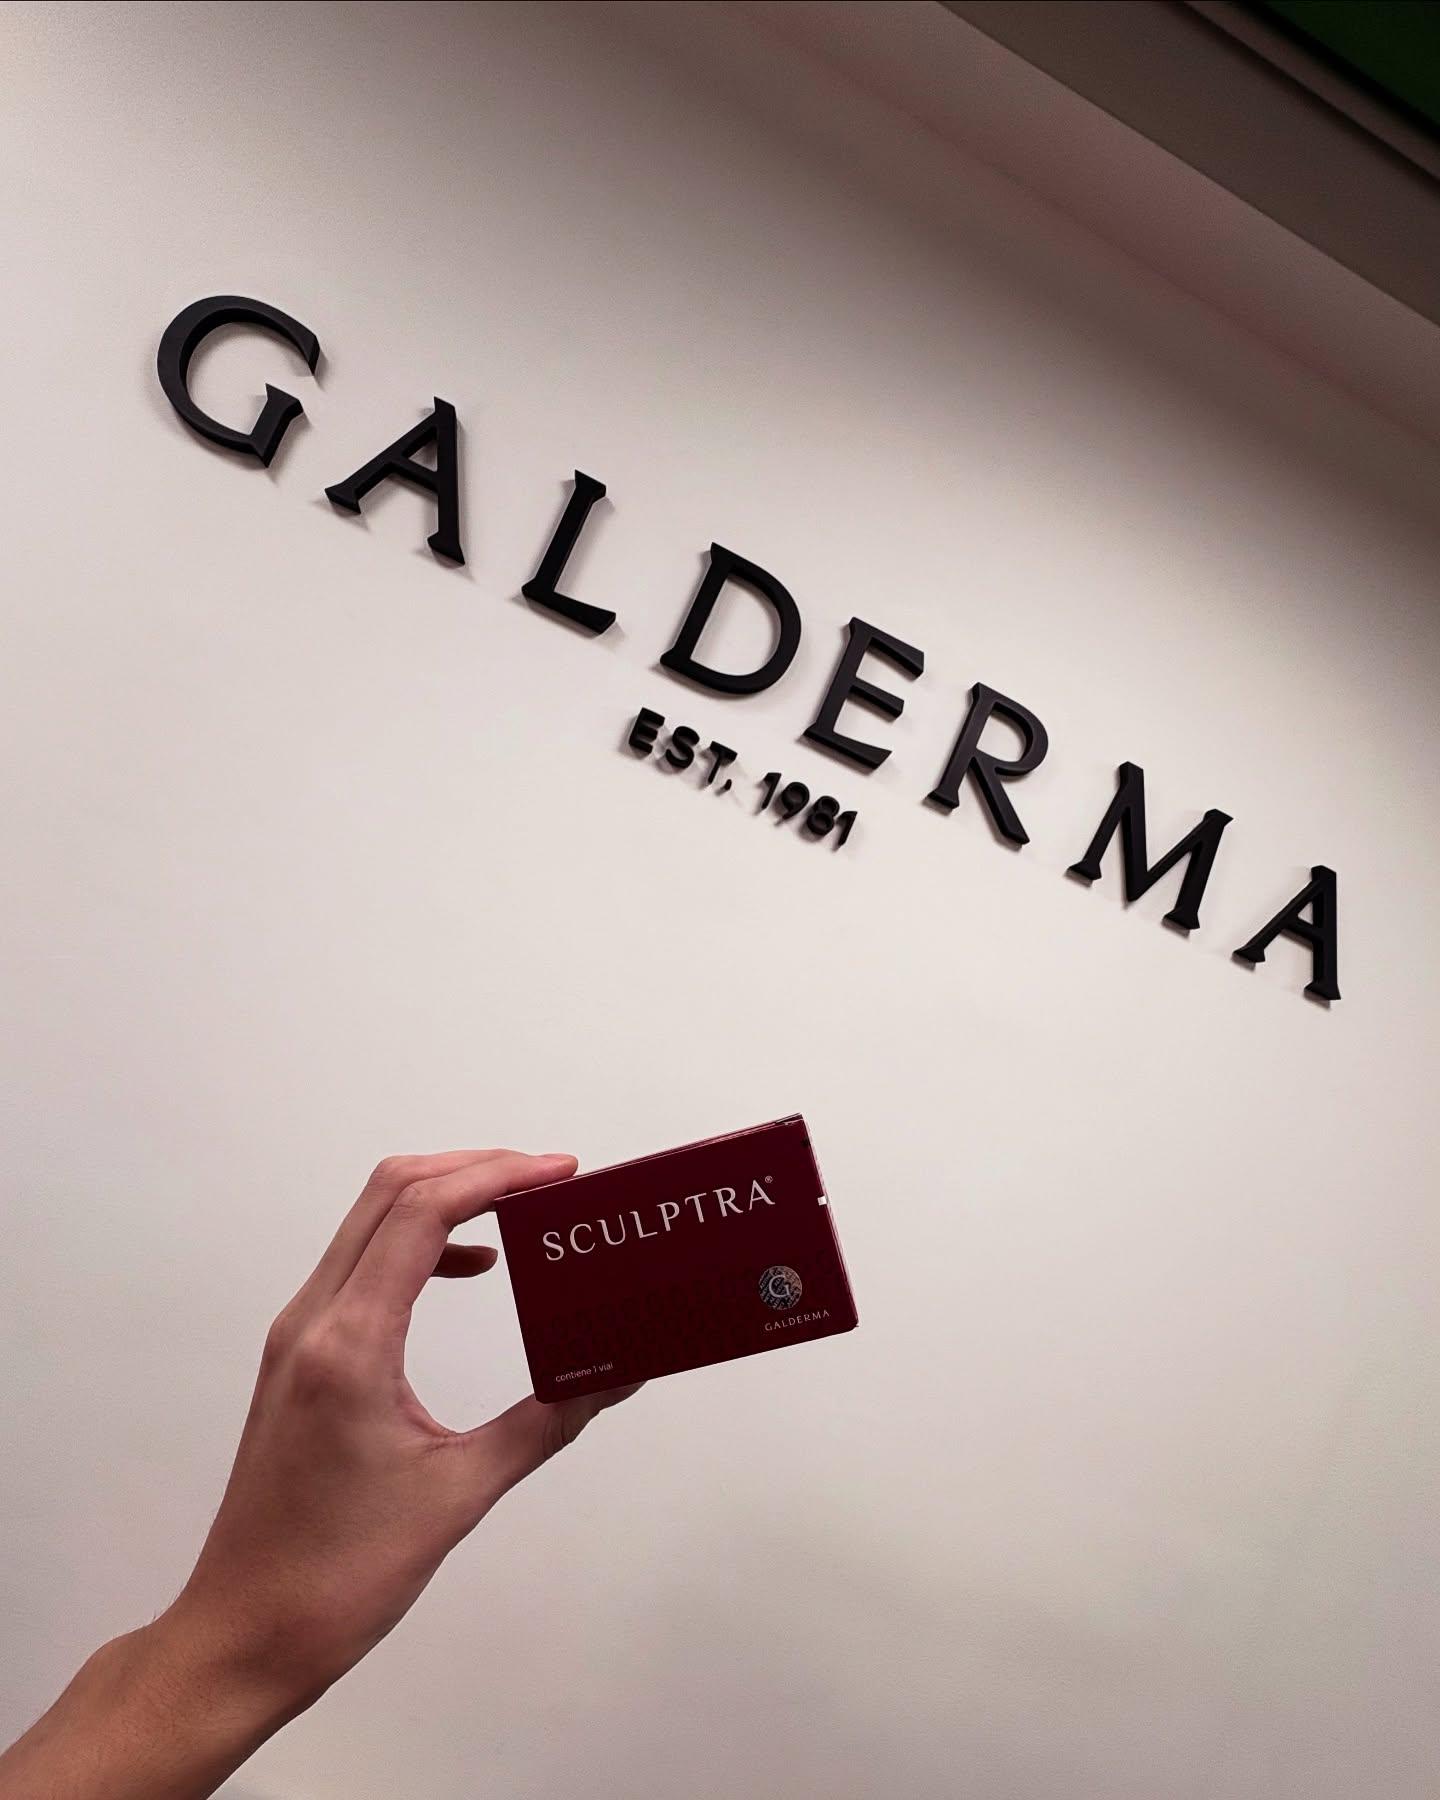 GALDERMA
EST. 1981
SCULPTRA®
G
GALDERMA
contiene 1 vial